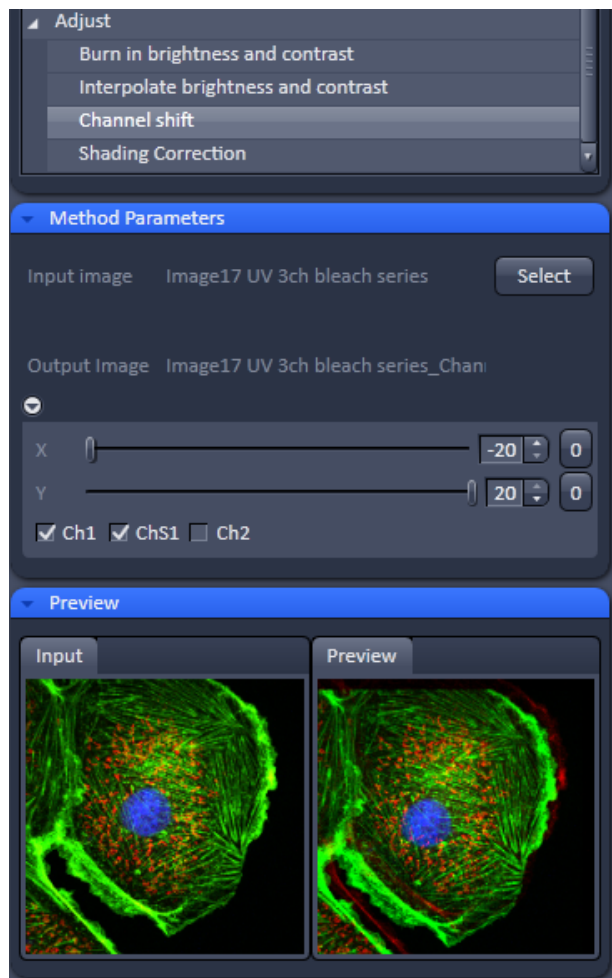 Adjust
Burn in brightness and contrast
Interpolate brightness and contrast
Channel shift
Shading Correction
Method Parameters
Input image Image17 UV 3ch bleach series Select
Output Image Image17 UV 3ch bleach series_Chan
X -20 0
Y 20 0
Ch1 ChS1 Ch2
Preview
Input Preview